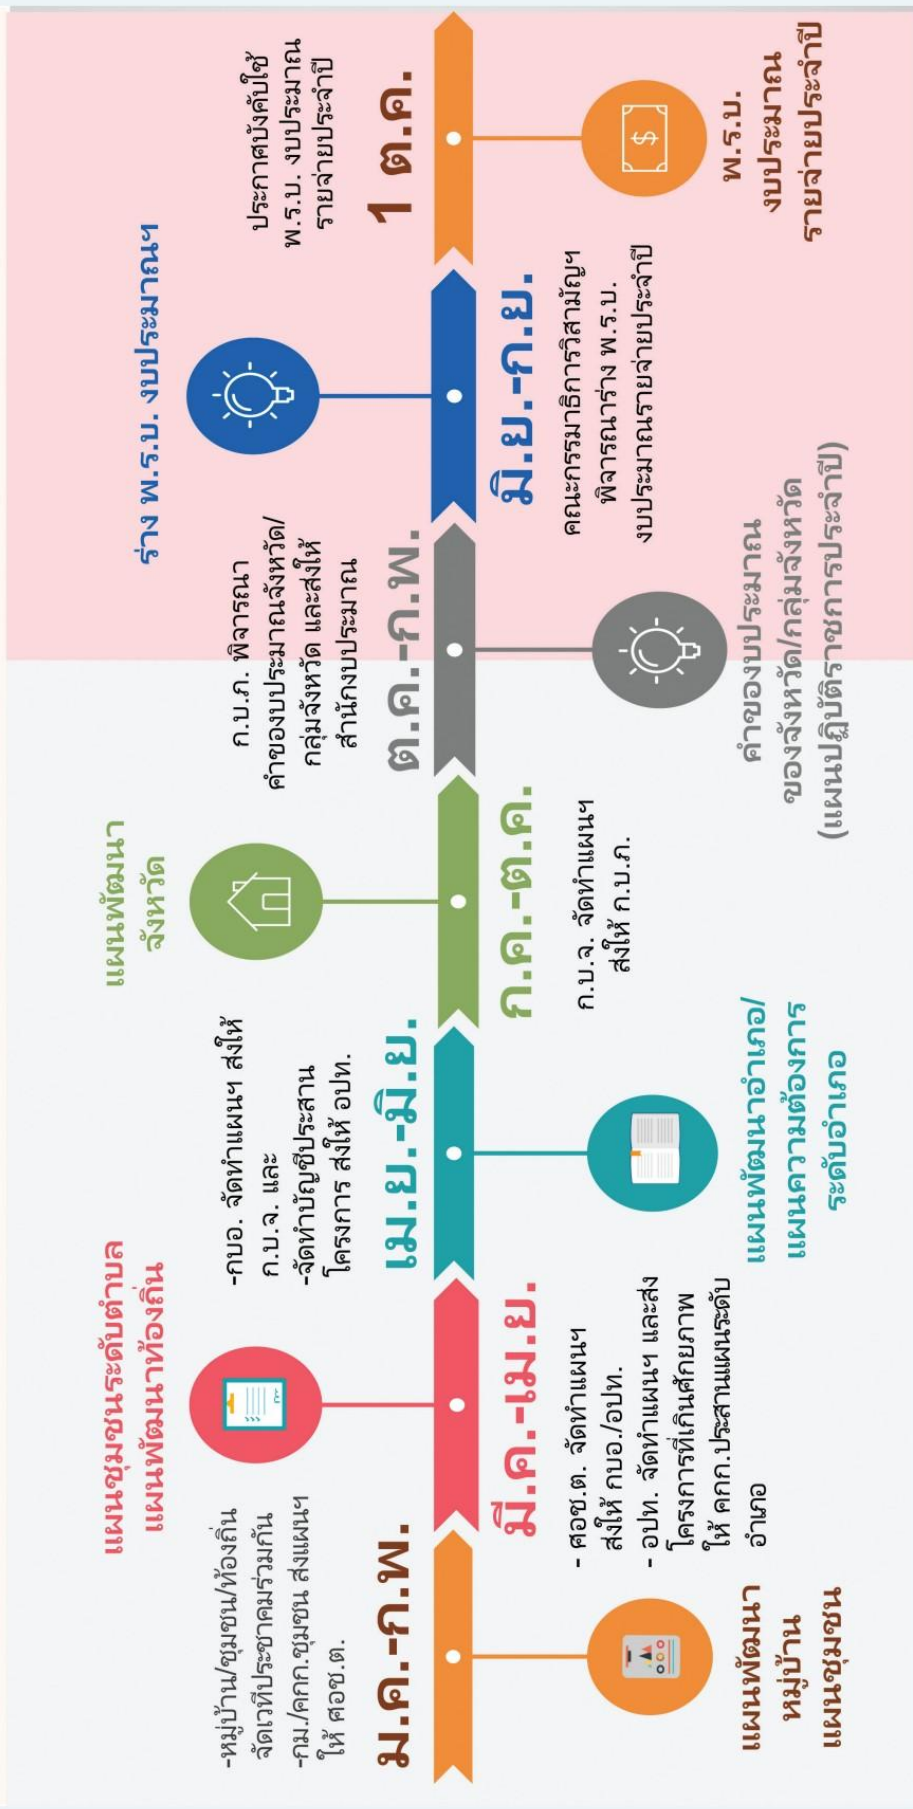 แผนพัฒนา
หมู่บ้าน
แผนชุมชน
ม.ค.-ก.พ.
-หมู่บ้าน/ชุมชน/ท้องถิ่น
จัดเวทีประชาคมร่วมกัน
-กม./คกก.ชุมชน ส่งแผนฯ
ให้ ศอช.ต.
แผนชุมชนระดับตำบล
แผนพัฒนาท้องถิ่น
มี.ค.-เม.ย.
- ศอช.ต. จัดทำแผนฯ
ส่งให้ กบอ./อปท.
- อปท. จัดทำแผนฯ และส่ง
โครงการที่เกินศักยภาพ
ให้ คกก.ประสานแผนระดับ
อำเภอ
แผนพัฒนาอำเภอ/
แผนความต้องการ
ระดับอำเภอ
เม.ย.-มิ.ย.
-กบอ. จัดทำแผนฯ ส่งให้
ก.บ.จ. และ
-จัดทำบัญชีประสาน
โครงการ ส่งให้ อปท.
แผนพัฒนา
จังหวัด
ก.ค.-ต.ค.
ก.บ.จ. จัดทำแผนฯ
ส่งให้ ก.บ.ภ.
คำของบประมาณ
ของจังหวัด/กลุ่มจังหวัด
(แผนปฏิบัติราชการประจำปี)
ต.ค.-ก.พ.
ก.บ.ภ. พิจารณา
คำของบประมาณจังหวัด/
กลุ่มจังหวัด และส่งให้
สำนักงบประมาณ
ร่าง พ.ร.บ. งบประมาณฯ
มิ.ย.-ก.ย.
คณะกรรมาธิการวิสามัญฯ
พิจารณาร่าง พ.ร.บ.
งบประมาณรายจ่ายประจำปี
พ.ร.บ.
งบประมาณ
รายจ่ายประจำปี
1 ต.ค.
ประกาศบังคับใช้
พ.ร.บ. งบประมาณ
รายจ่ายประจำปี
$